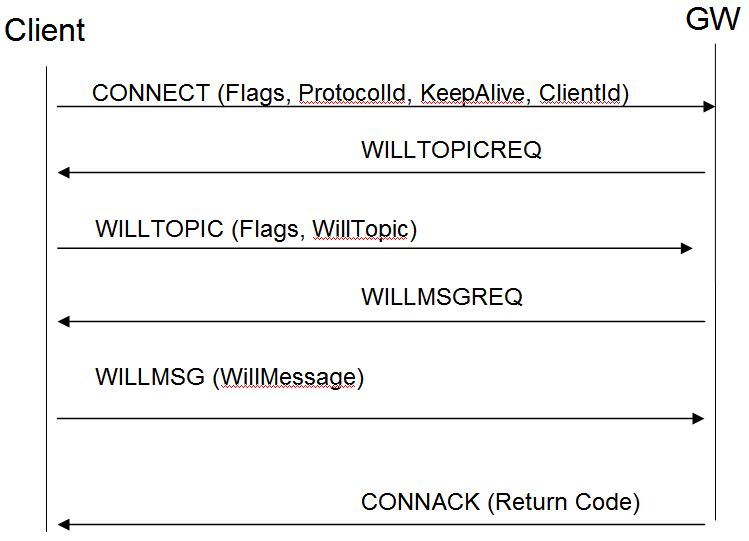 Client
GW
CONNECT (Flags, ProtocolId, KeepAlive, ClientId)
WILLTOPICREQ
WILLTOPIC (Flags, WillTopic)
WILLMSGREQ
WILLMSG (WillMessage)
CONNACK (Return Code)